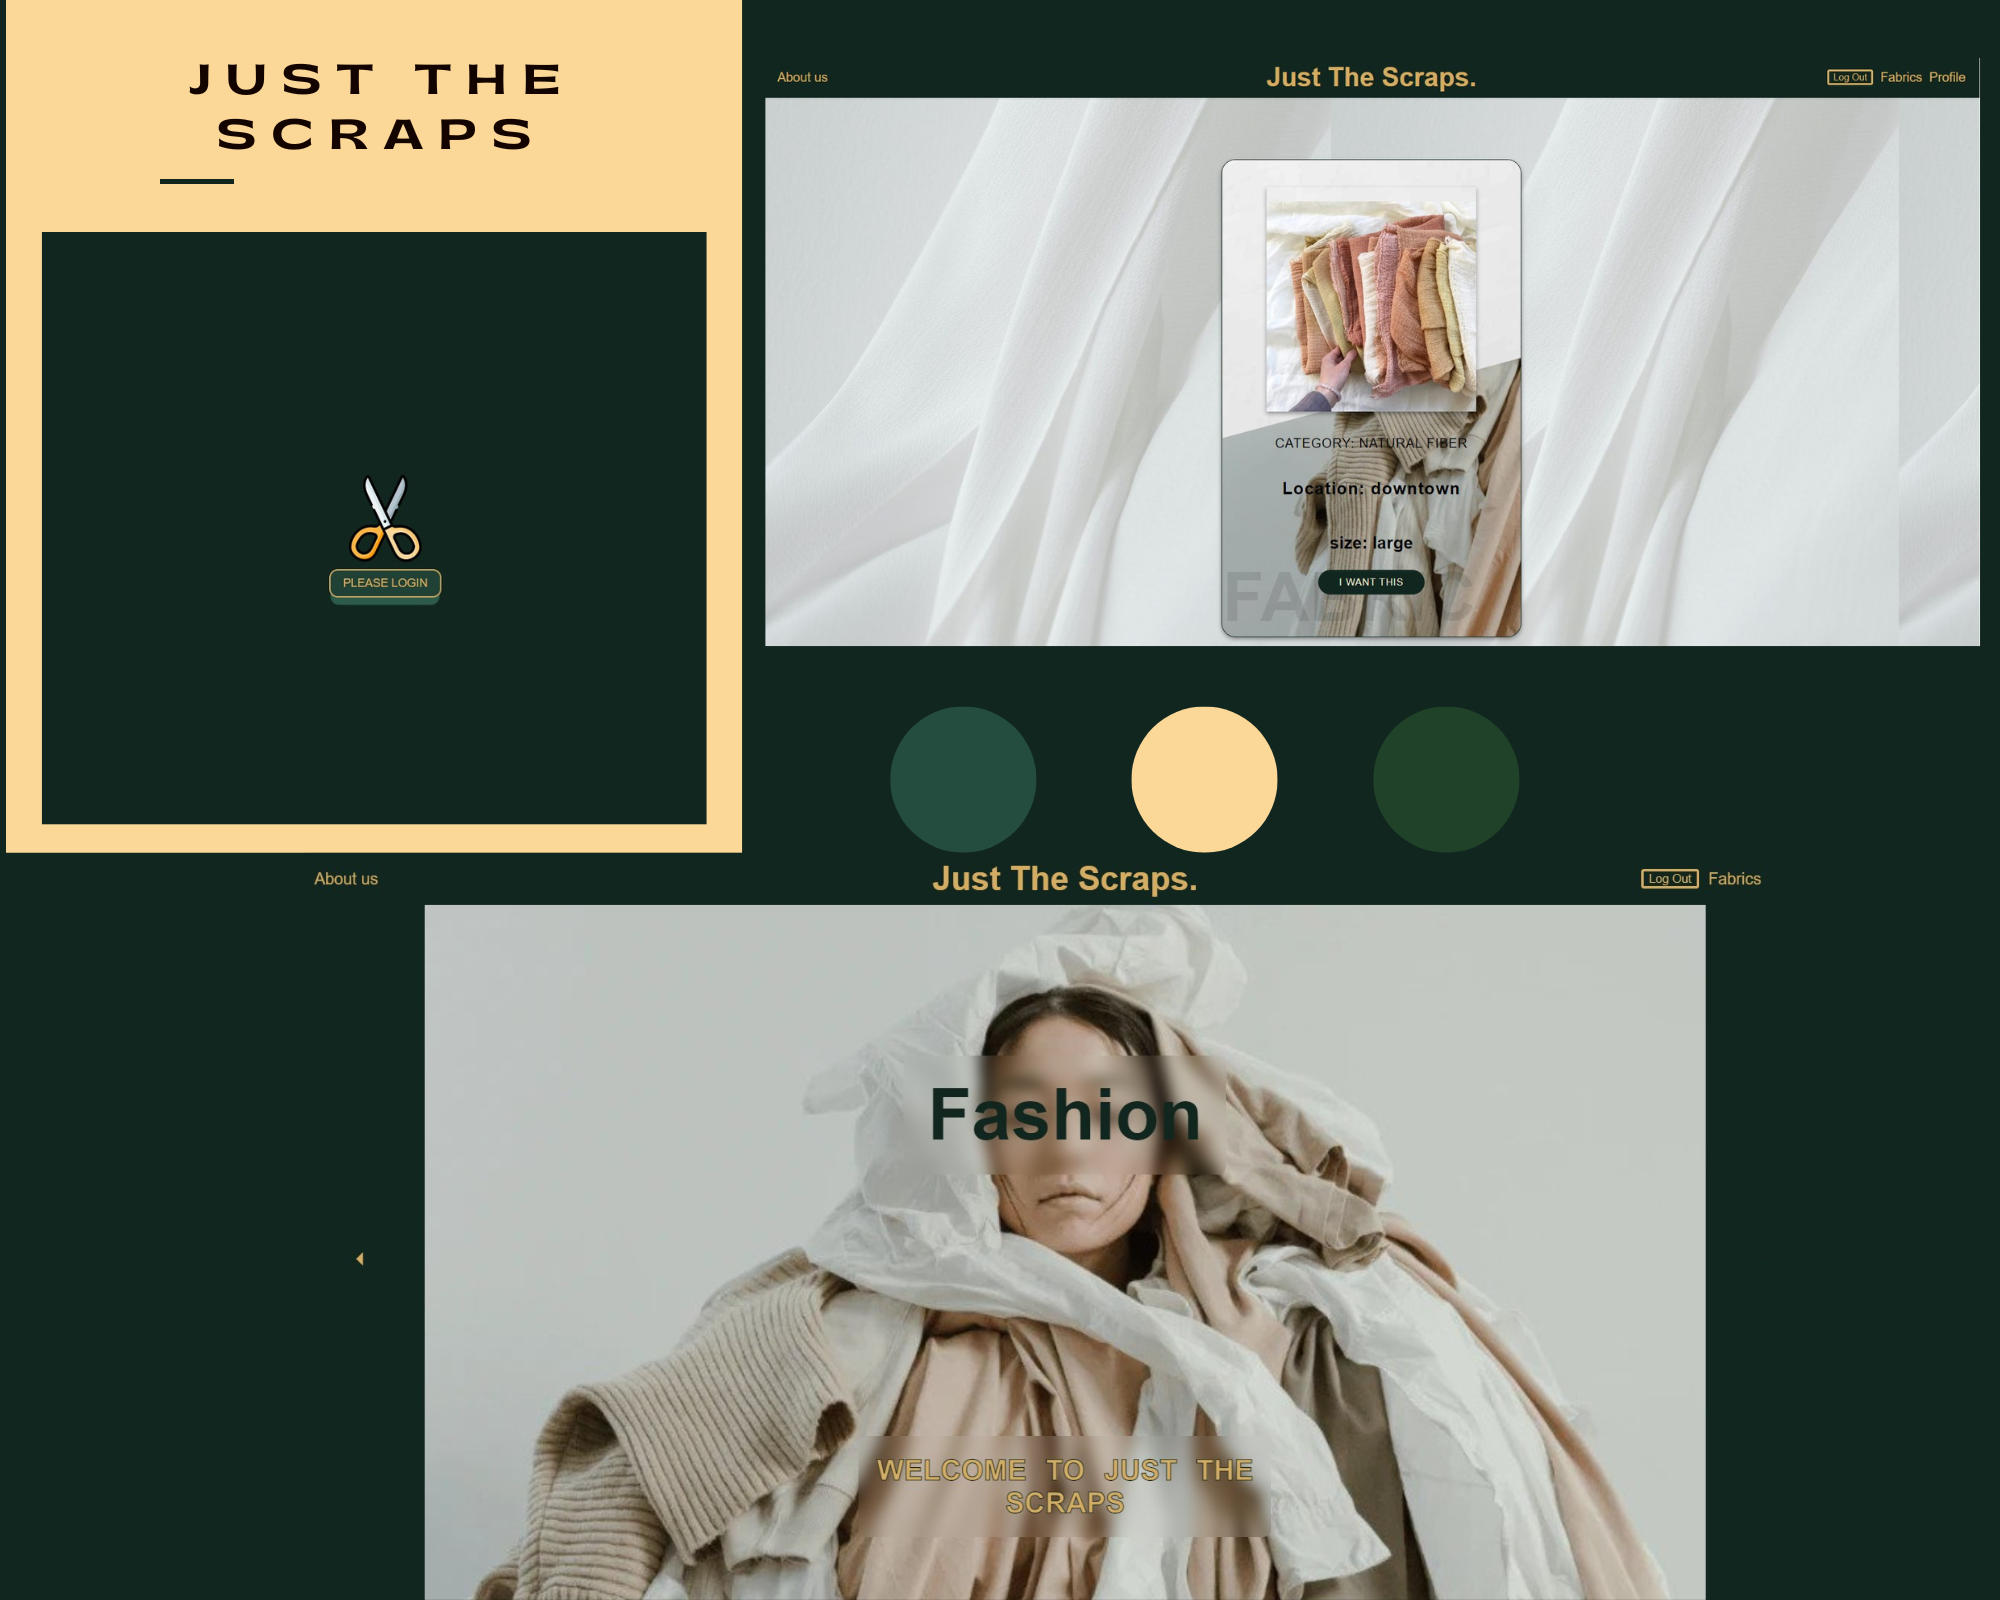 JUST THE
SCRAPS
PLEASE LOGIN
About us
Just The Scraps.
Log Out
Fabrics
Profile
CATEGORY: NATURAL FIBER
Location: downtown
size: large
FABRIC
I WANT THIS
About us
Just The Scraps.
Log Out
Fabrics
Fashion
WELCOME TO JUST THE
SCRAPS